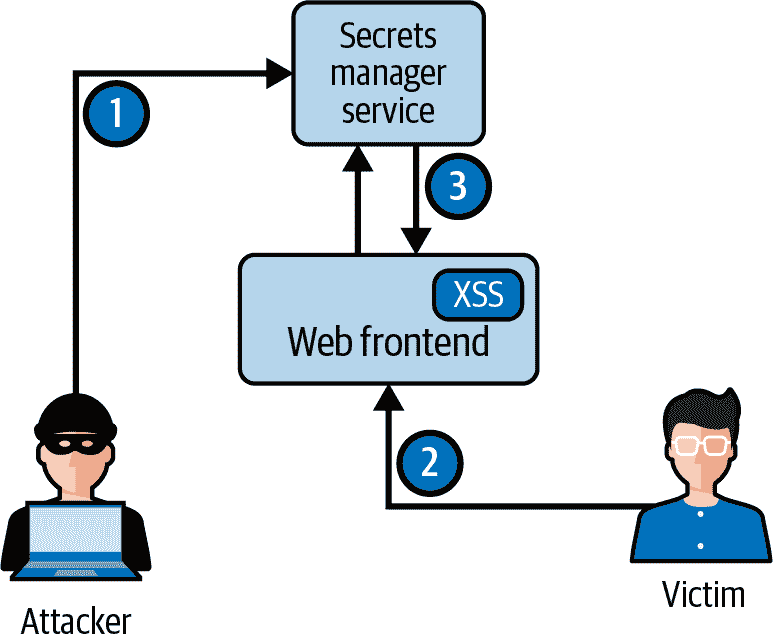 Secrets
manager
service
1
3
XSS
Web frontend
2
Attacker
Victim